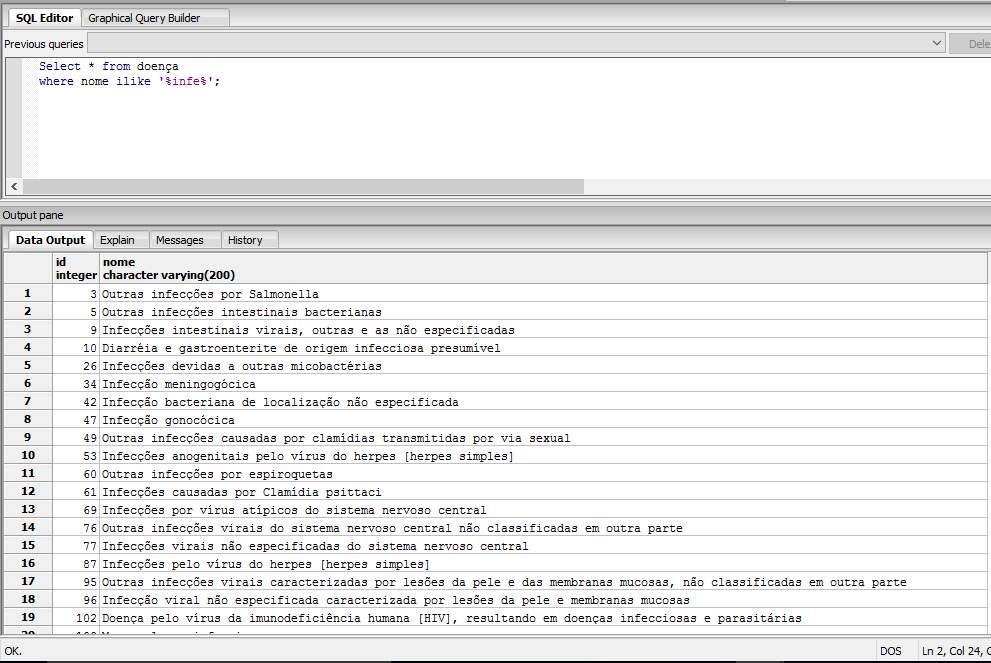 SQL Editor Graphical Query Builder
Previous queries Dele
Select * from doença
where nome ilike '%infe%';
Output pane
Data Output Explain Messages History
id nome
integer character varying(200)
1 3 Outras infecções por Salmonella
2 5 Outras infecções intestinais bacterianas
3 9 Infecções intestinais virais, outras e as não especificadas
4 10 Diarréia e gastroenterite de origem infecciosa presumível
5 26 Infecções devidas a outras micobactérias
6 34 Infecção meningogócica
7 42 Infecção bacteriana de localização não especificada
8 47 Infecção gonocócica
9 49 Outras infecções causadas por clamídias transmitidas por via sexual
10 53 Infecções anogenitais pelo vírus do herpes [herpes simples]
11 60 Outras infecções por espiroquetas
12 61 Infecções causadas por Clamídia psittaci
13 69 Infecções por vírus atípicos do sistema nervoso central
14 76 Outras infecções virais do sistema nervoso central não classificadas em outra parte
15 77 Infecções virais não especificadas do sistema nervoso central
16 87 Infecções pelo vírus do herpes [herpes simples]
17 95 Outras infecções virais caracterizadas por lesões da pele e das membranas mucosas, não classificadas em outra parte
18 96 Infecção viral não especificada caracterizada por lesões da pele e membranas mucosas
19 102 Doença pelo vírus da imunodeficiência humana [HIV], resultando em doenças infecciosas e parasitárias
20
OK. DOS Ln 2, Col 24,